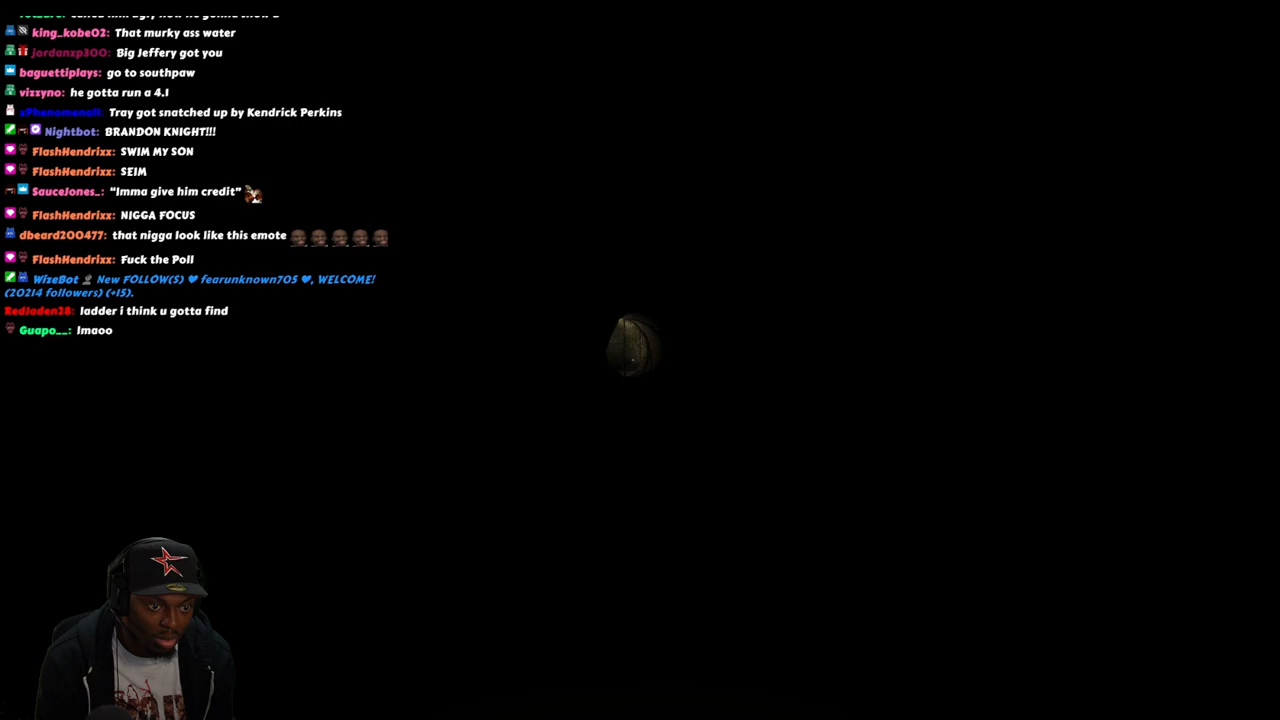 king_kobe02: That murky ass water
jordanxp300: Big Jeffery got you
baguettiplays: go to southpaw
vizzyno: he gotta run a 4.1
xPhenomenall: Tray got snatched up by Kendrick Perkins
Nightbot: BRANDON KNIGHT!!!
FlashHendrixx: SWIM MY SON
FlashHendrixx: SEIM
SauceJones_: "Imma give him credit"
FlashHendrixx: NIGGA FOCUS
dbeard200477: that nigga look like this emote
FlashHendrixx: Fuck the Poll
WizeBot New FOLLOW(S) ♥ fearunknown705 ♥, WELCOME!
(20214 followers) (+15).
RedJaden28: ladder i think u gotta find
Guapo__: lmaoo